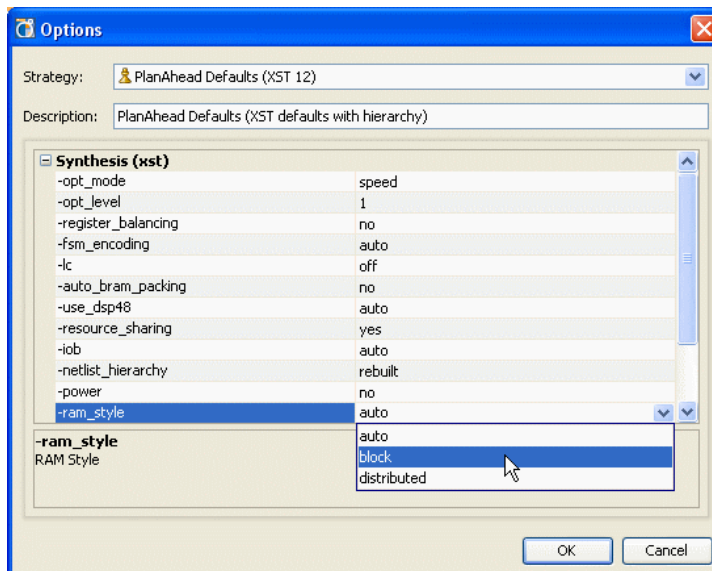 Options
Strategy: PlanAhead Defaults (XST 12)
Description: PlanAhead Defaults (XST defaults with hierarchy)
Synthesis (xst)
-opt_mode speed
-opt_level 1
-register_balancing no
-fsm_encoding auto
-lc off
-auto_bram_packing no
-use_dsp48 auto
-resource_sharing yes
-iob auto
-netlist_hierarchy rebuilt
-power no
-ram_style auto
-ram_style auto
RAM Style block
distributed
OK Cancel